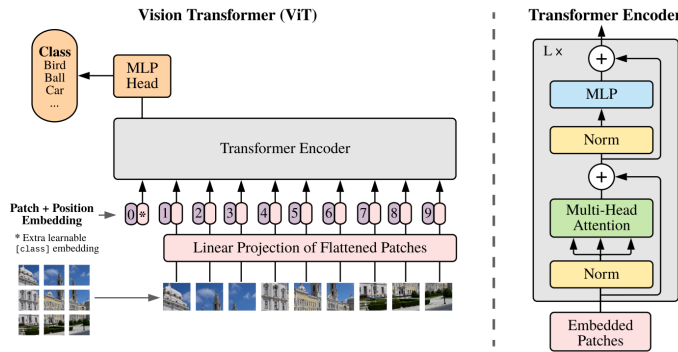 Vision Transformer (ViT)
Class
Bird
Ball
Car
...
MLP
Head
Transformer Encoder
Patch + Position
Embedding
0 * 1 2 3 4 5 6 7 8 9
* Extra learnable
[class] embedding
Linear Projection of Flattened Patches
Transformer Encoder
L ×
+
MLP
Norm
+
Multi-Head
Attention
Norm
Embedded
Patches